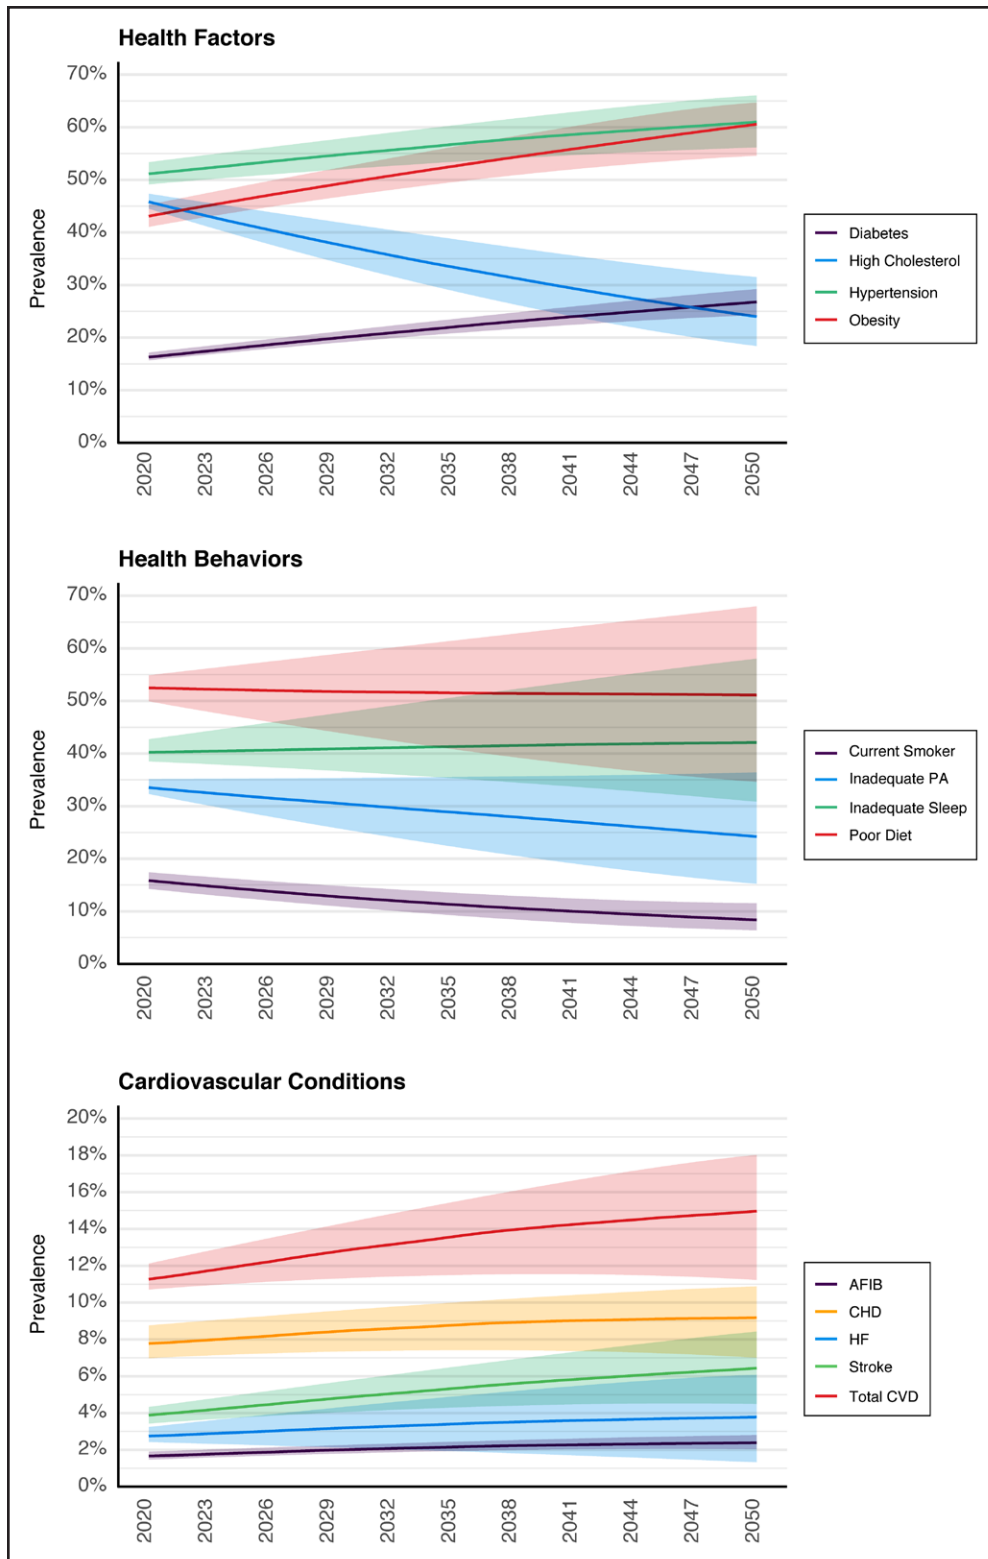 Health Factors
70%
60%
50%
40%
30%
20%
10%
0%
Prevalence
2020 2023 2026 2029 2032 2035 2038 2041 2044 2047 2050
Diabetes
High Cholesterol
Hypertension
Obesity
Health Behaviors
70%
60%
50%
40%
30%
20%
10%
0%
Prevalence
2020 2023 2026 2029 2032 2035 2038 2041 2044 2047 2050
Current Smoker
Inadequate PA
Inadequate Sleep
Poor Diet
Cardiovascular Conditions
20%
18%
16%
14%
12%
10%
8%
6%
4%
2%
0%
Prevalence
2020 2023 2026 2029 2032 2035 2038 2041 2044 2047 2050
AFIB
CHD
HF
Stroke
Total CVD